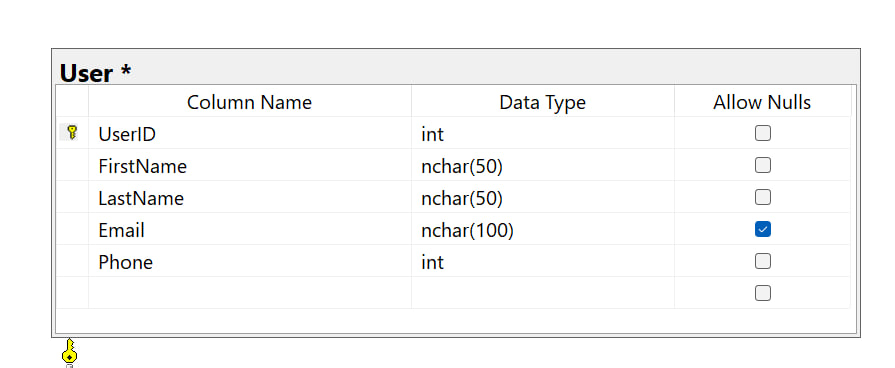 User *
Column Name Data Type Allow Nulls
UserID int
FirstName nchar(50)
LastName nchar(50)
Email nchar(100)
Phone int